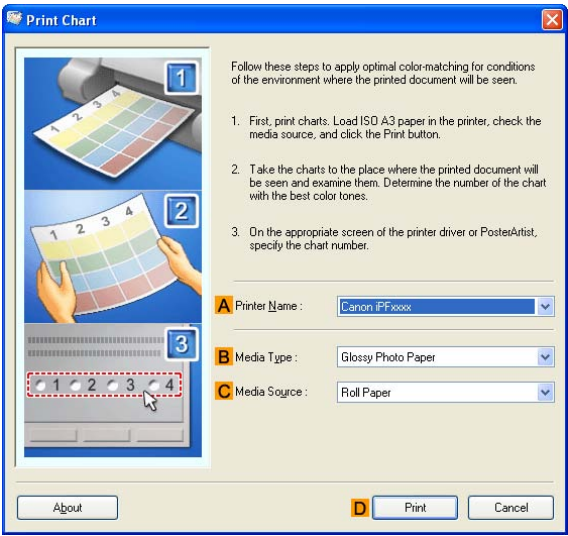 Print Chart
1
1 2 3 4
2
1 2 3 4
3
1 2 3 4
Follow these steps to apply optimal color-matching for conditions
of the environment where the printed document will be seen.
1. First, print charts. Load ISO A3 paper in the printer, check the
media source, and click the Print button.
2. Take the charts to the place where the printed document will
be seen and examine them. Determine the number of the chart
with the best color tones.
3. On the appropriate screen of the printer driver or PosterArtist,
specify the chart number.
A Printer Name : Canon iPFxxxx
B Media Type : Glossy Photo Paper
C Media Source : Roll Paper
About D Print Cancel